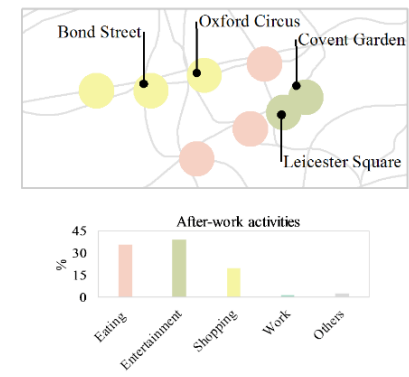 Oxford Circus
Bond Street
Covent Garden
Leicester Square
After-work activities
45
30
15
0
%
Eating
Entertainment
Shopping
Work
Others